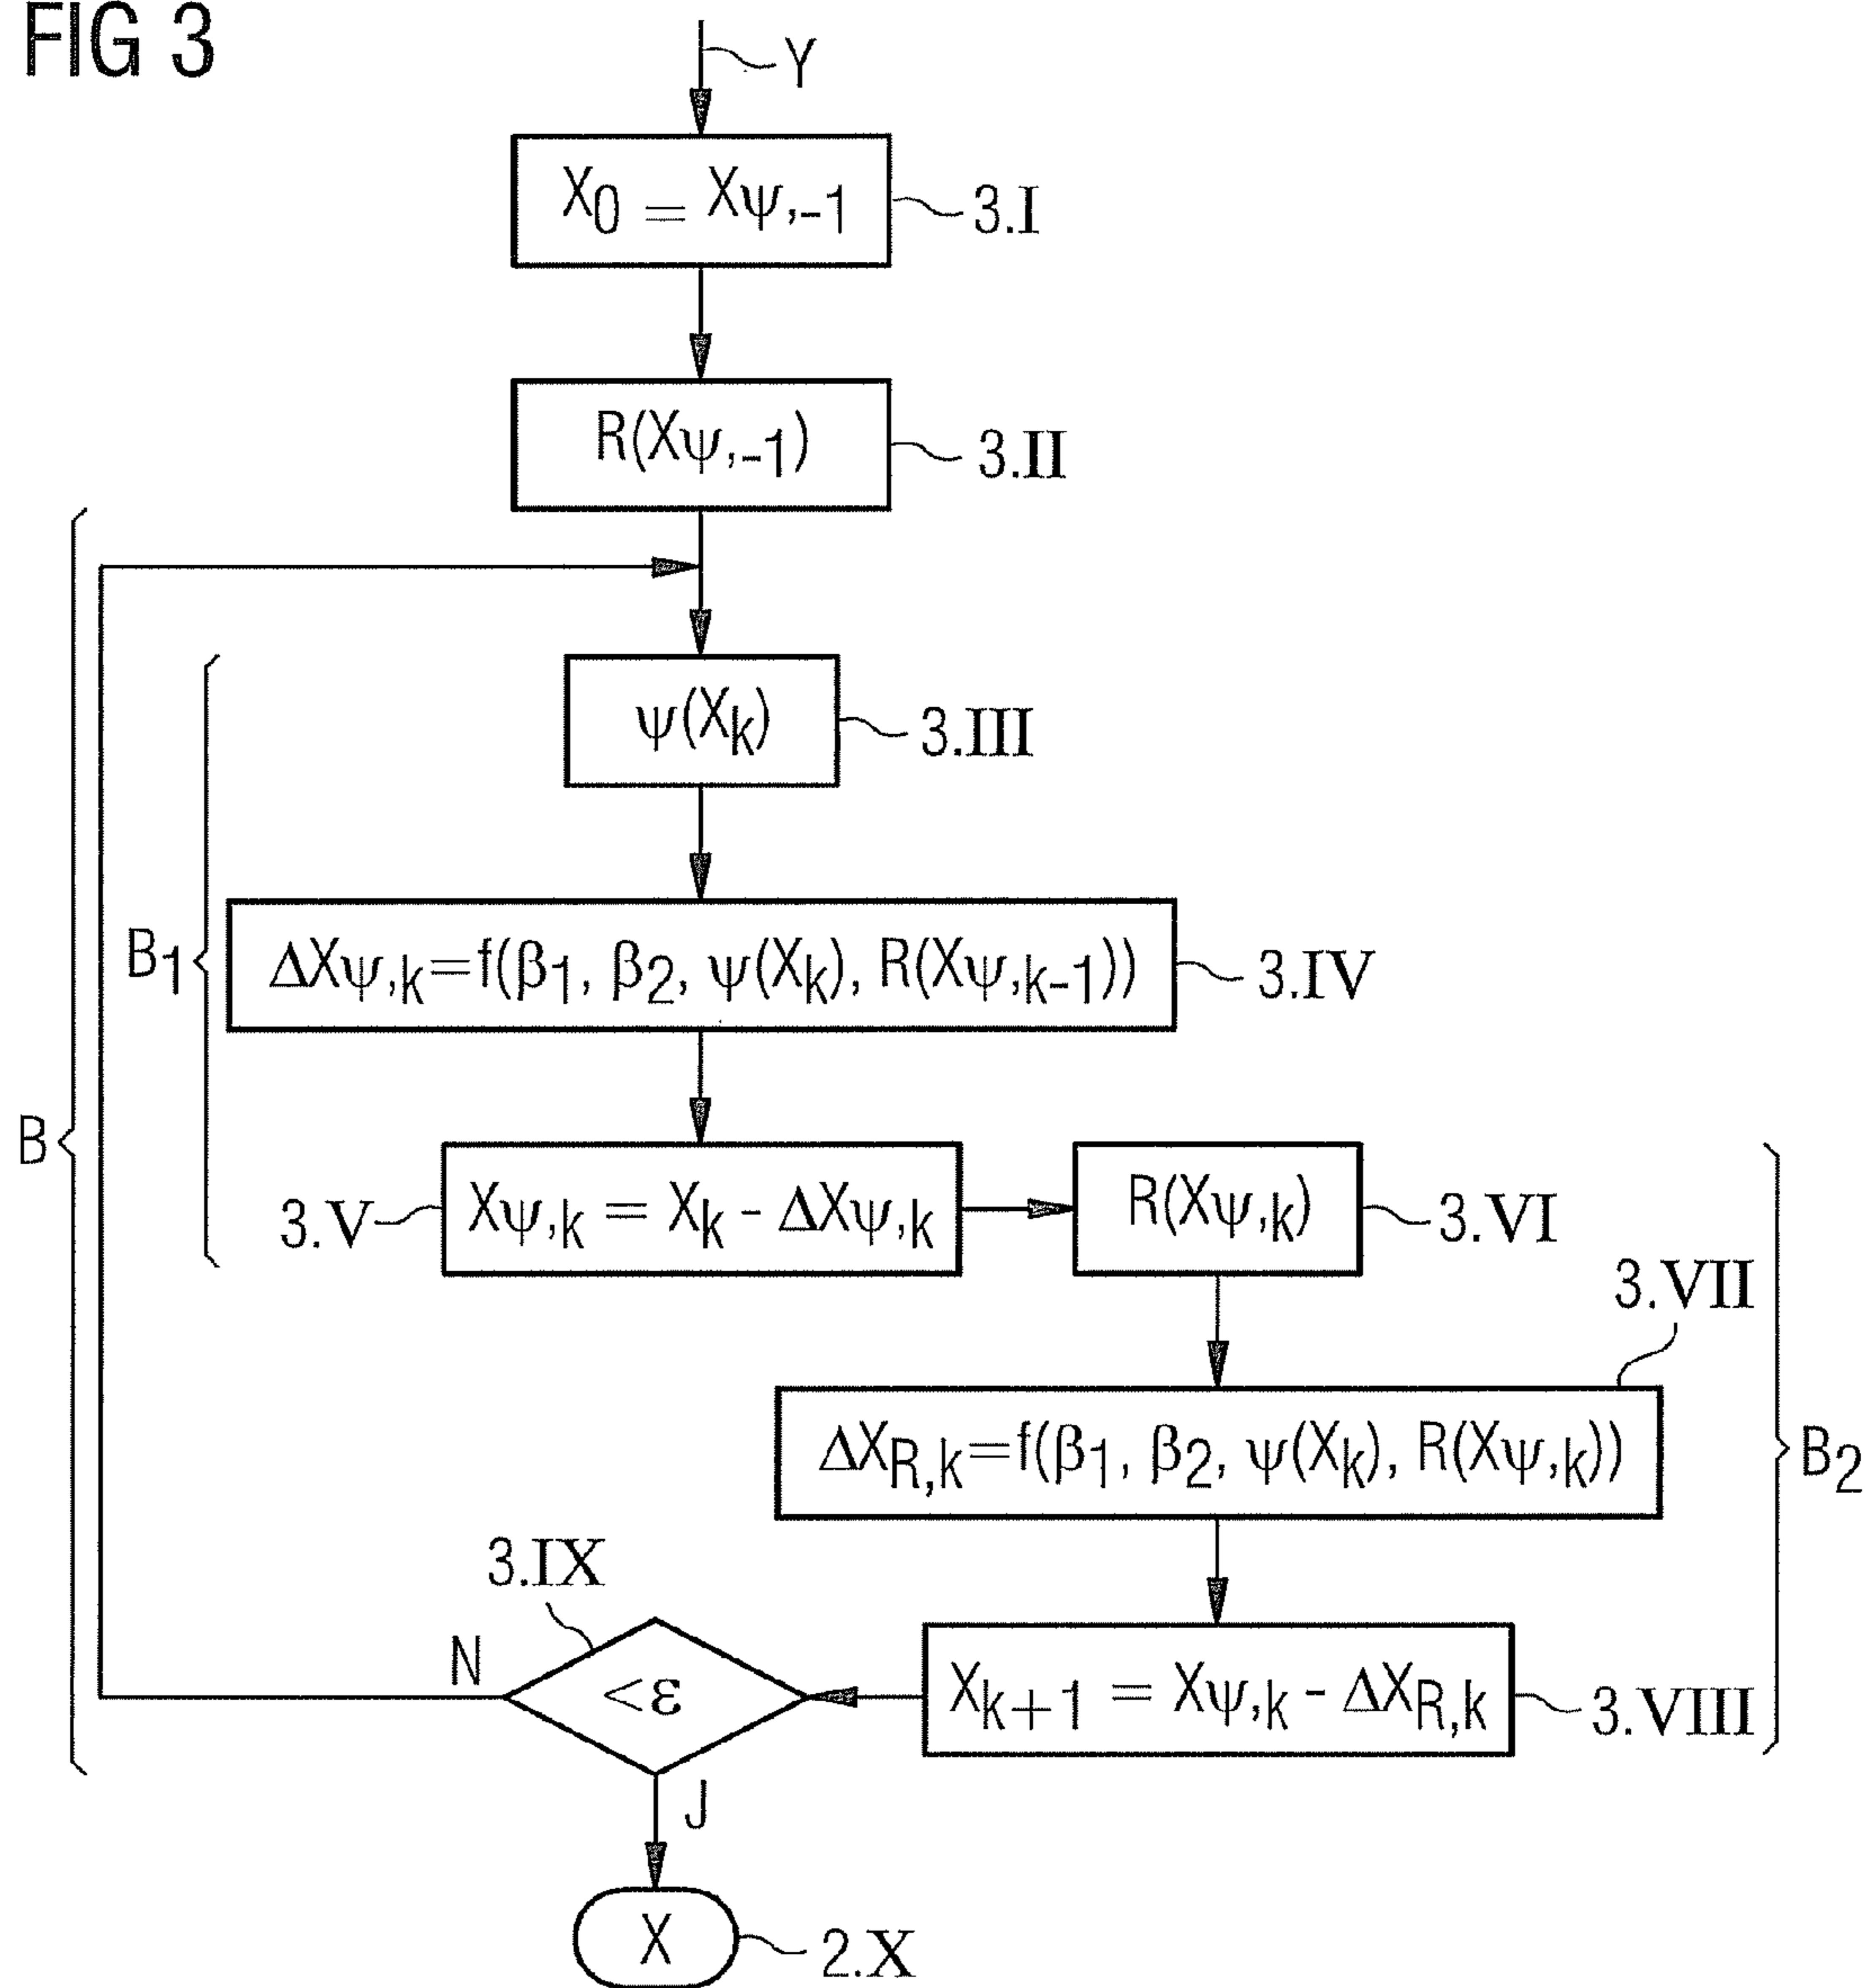 FIG 3
Y
X₀ = Xψ,₋₁
3.I
R(Xψ,₋₁)
3.II
ψ(Xₖ)
3.III
B₁
ΔXψ,ₖ=f(β₁, β₂, ψ(Xₖ), R(Xψ,ₖ₋₁))
3.IV
B
3.V
Xψ,ₖ = Xₖ - ΔXψ,ₖ
R(Xψ,ₖ)
3.VI
3.VII
ΔX_R,ₖ=f(β₁, β₂, ψ(Xₖ), R(Xψ,ₖ))
B₂
3.IX
N
<ε
Xₖ₊₁ = Xψ,ₖ - ΔX_R,ₖ
3.VIII
J
X
2.X